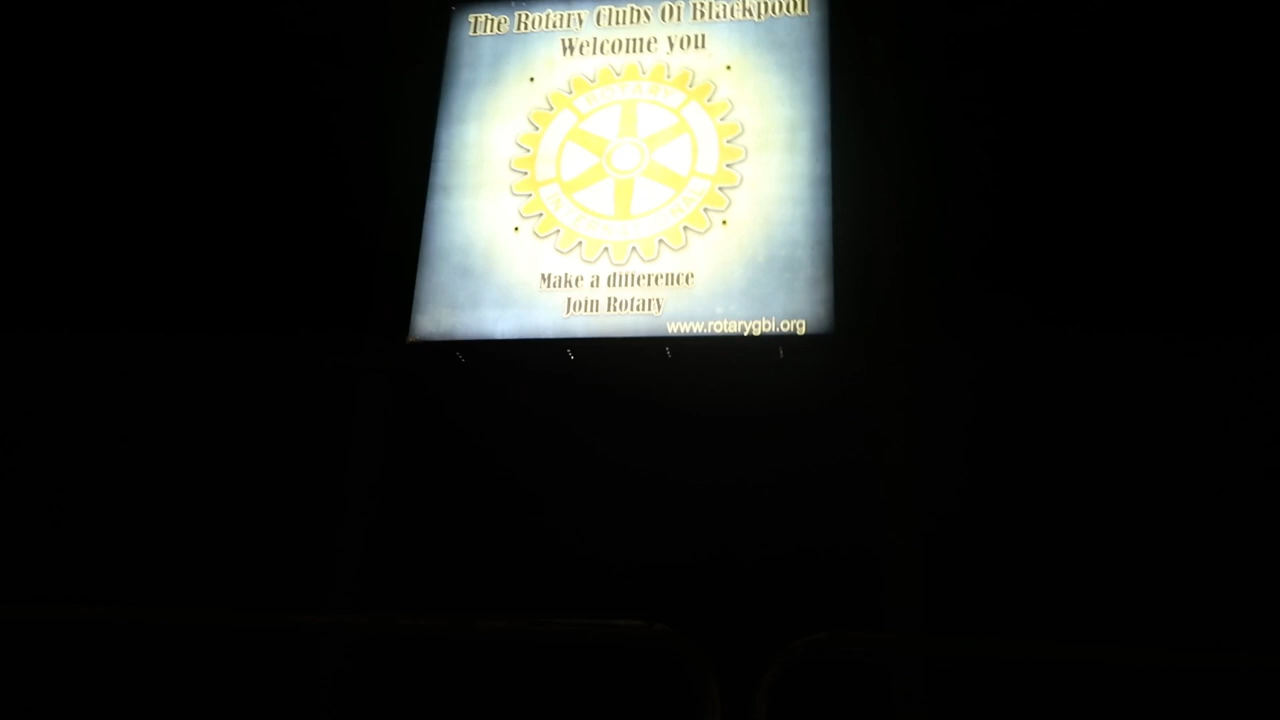 The Rotary Clubs Of Blackpool
Welcome you
ROTARY
INTERNATIONAL
Make a difference
Join Rotary
www.rotarygbi.org